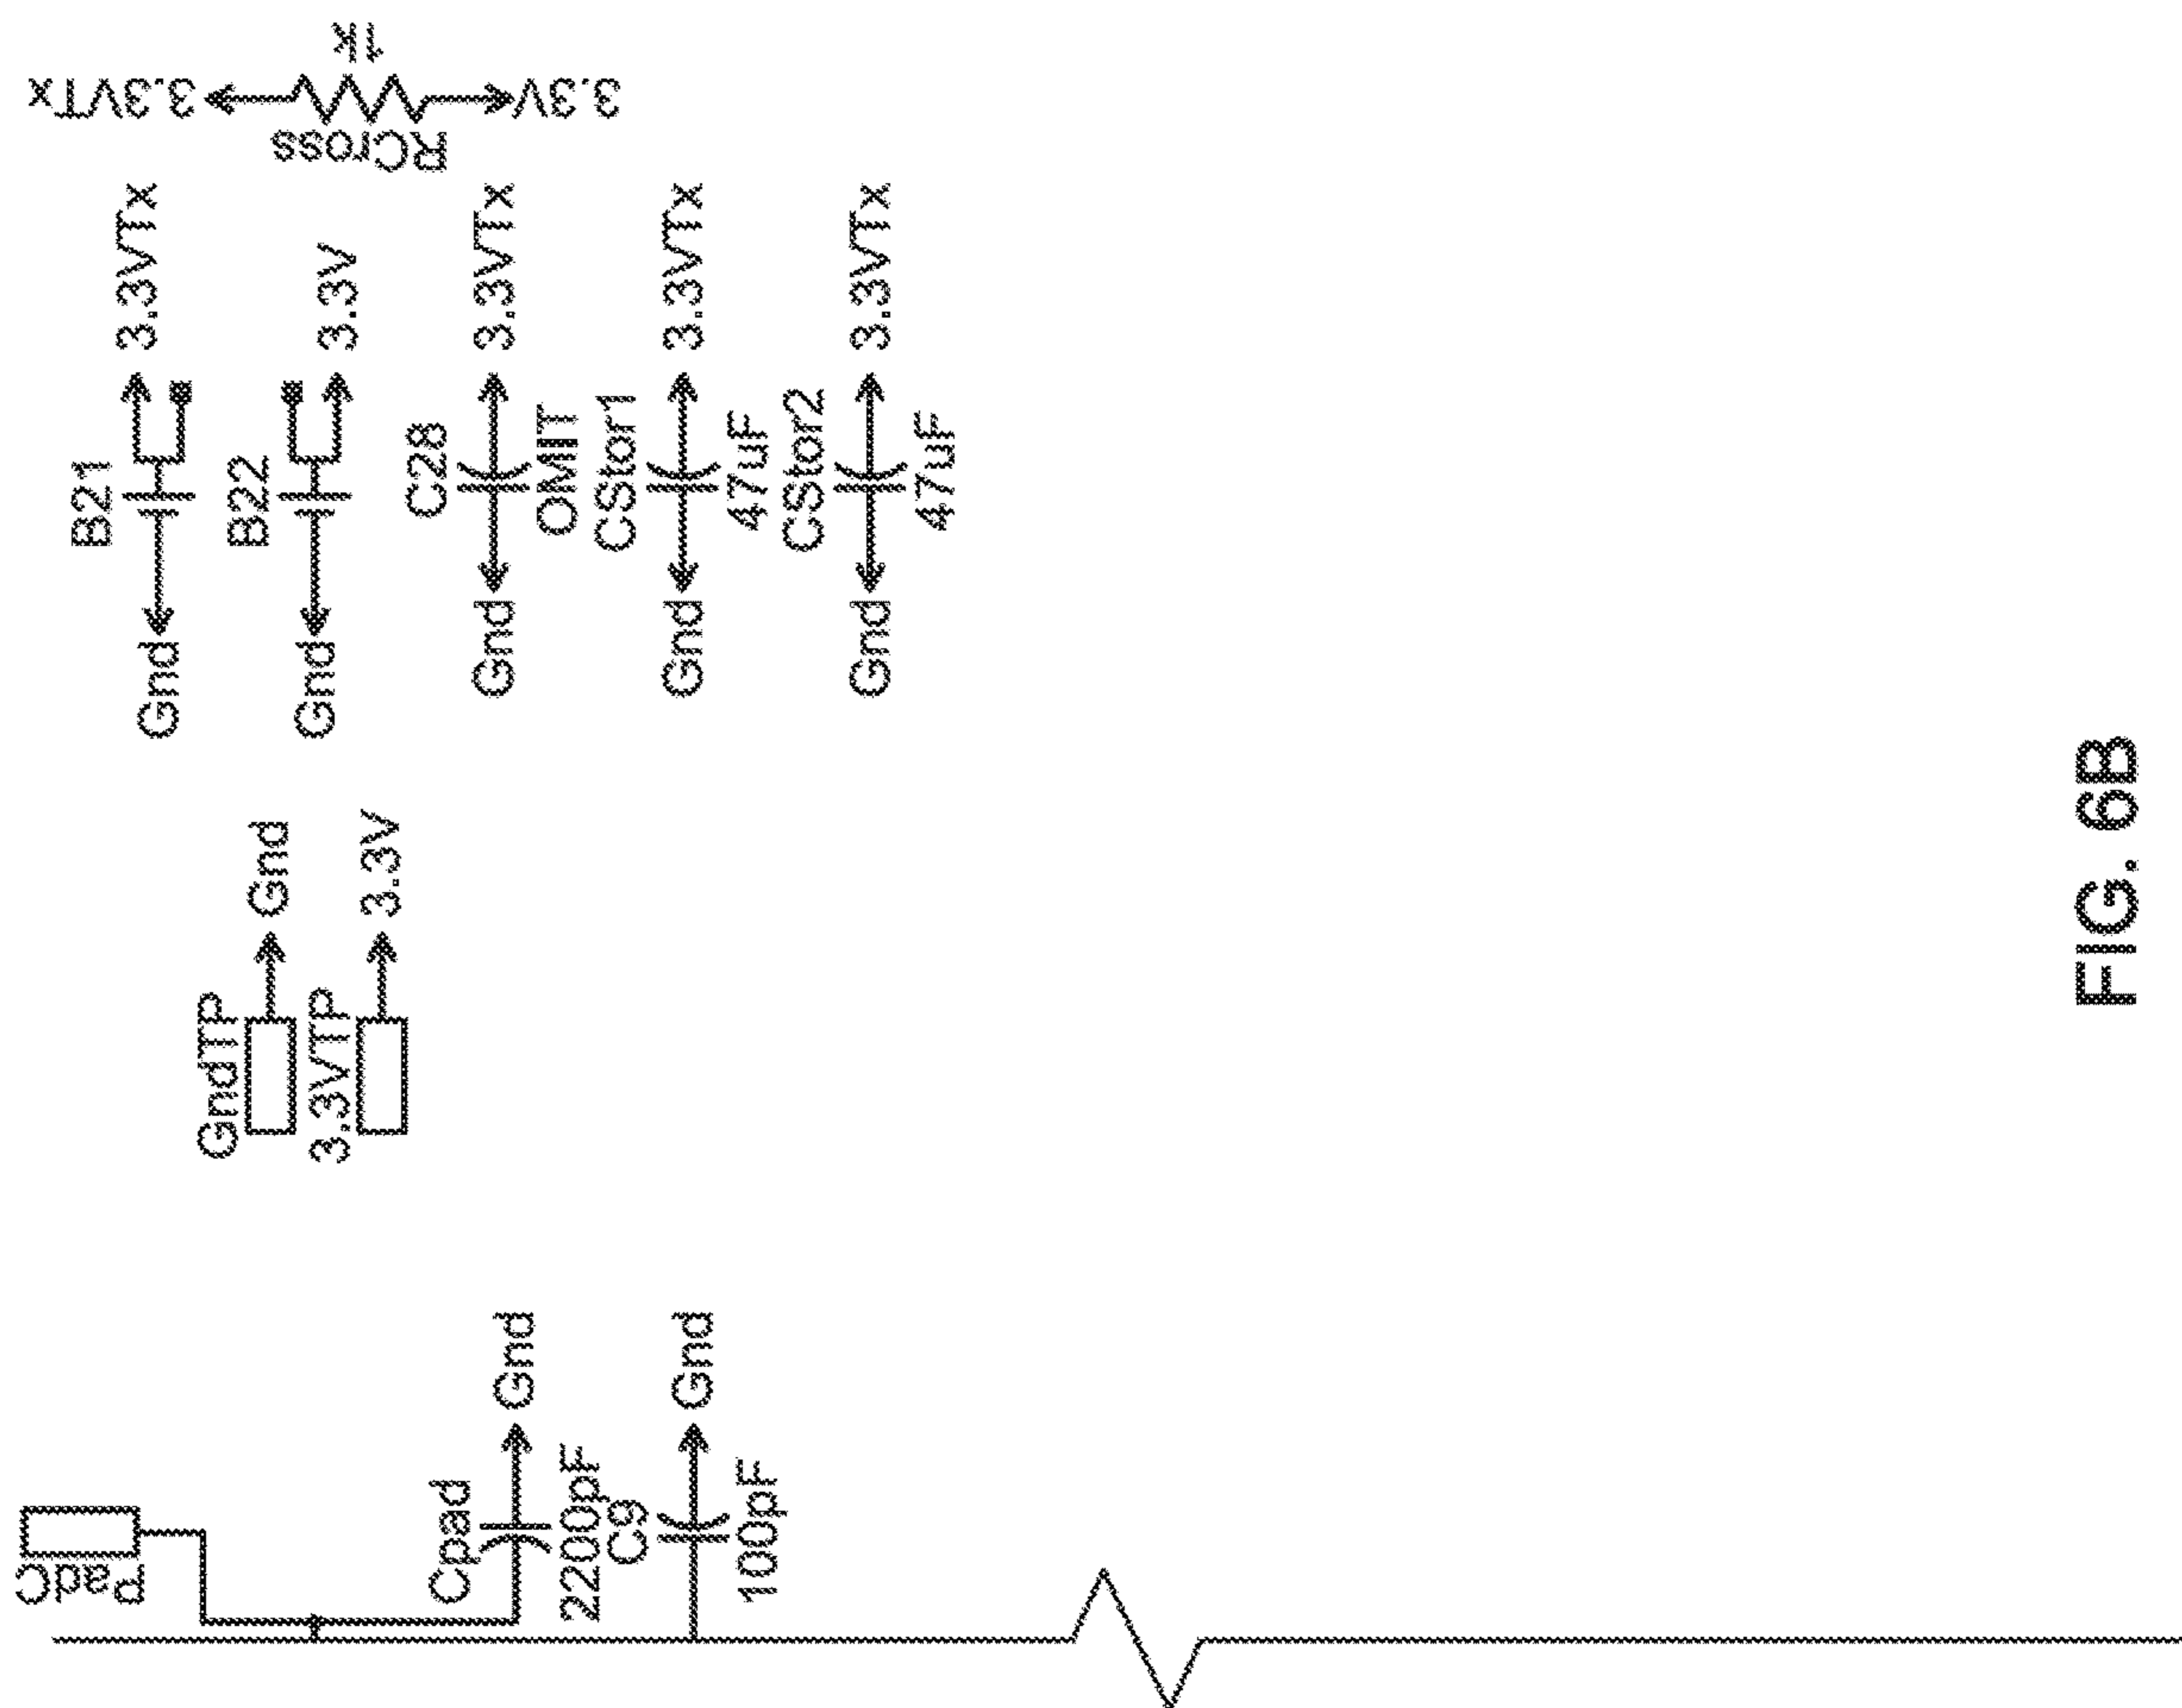 PadC
Cpad
2200pF
Gnd
C9
100pF
Gnd
GndTP
Gnd
3.3VTP
3.3V
B21
Gnd
3.3VTx
B22
Gnd
3.3V
C28
Gnd
3.3VTx
OMIT
CStor1
Gnd
3.3VTx
47uF
CStor2
Gnd
3.3VTx
47uF
3.3VTx
RCross
1k
3.3V
FIG. 6B